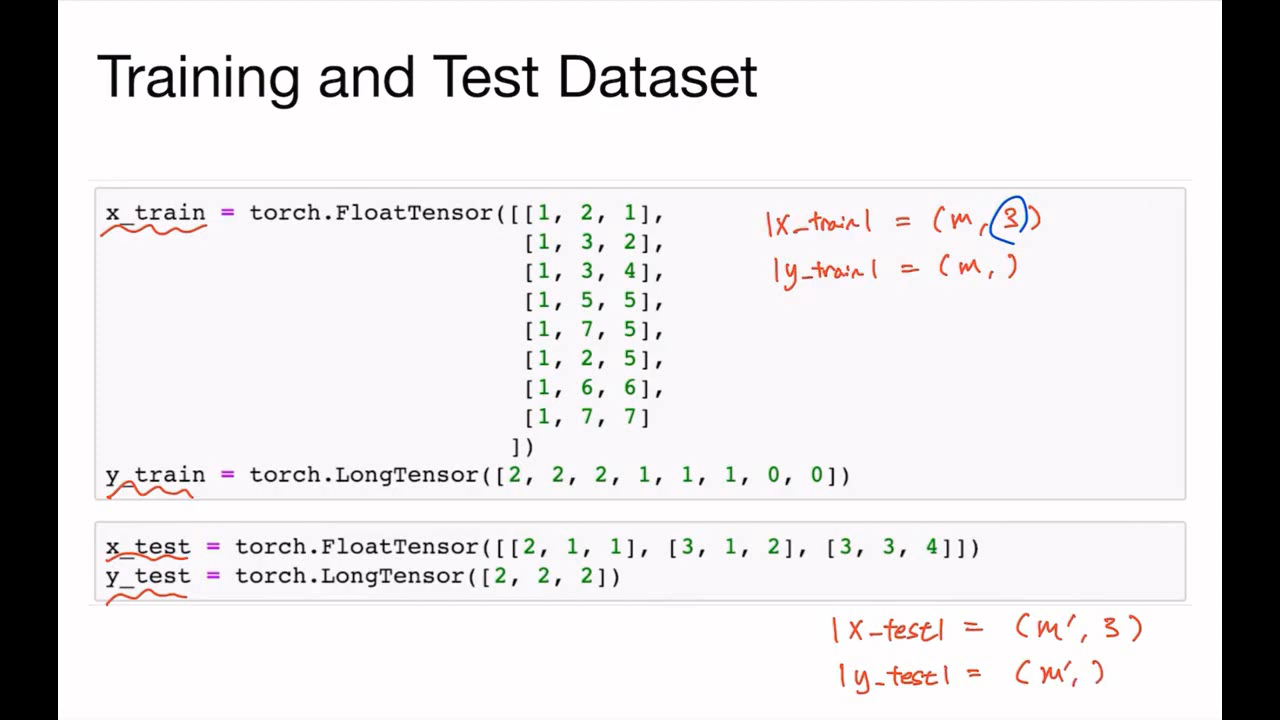 Training and Test Dataset
x_train = torch.FloatTensor([[1, 2, 1],
[1, 3, 2],
[1, 3, 4],
[1, 5, 5],
[1, 7, 5],
[1, 2, 5],
[1, 6, 6],
[1, 7, 7]
])
y_train = torch.LongTensor([2, 2, 2, 1, 1, 1, 0, 0])
|x_train| = (m, 3)
|y_train| = (m, )
x_test = torch.FloatTensor([[2, 1, 1], [3, 1, 2], [3, 3, 4]])
y_test = torch.LongTensor([2, 2, 2])
|x_test| = (m', 3)
|y_test| = (m', )